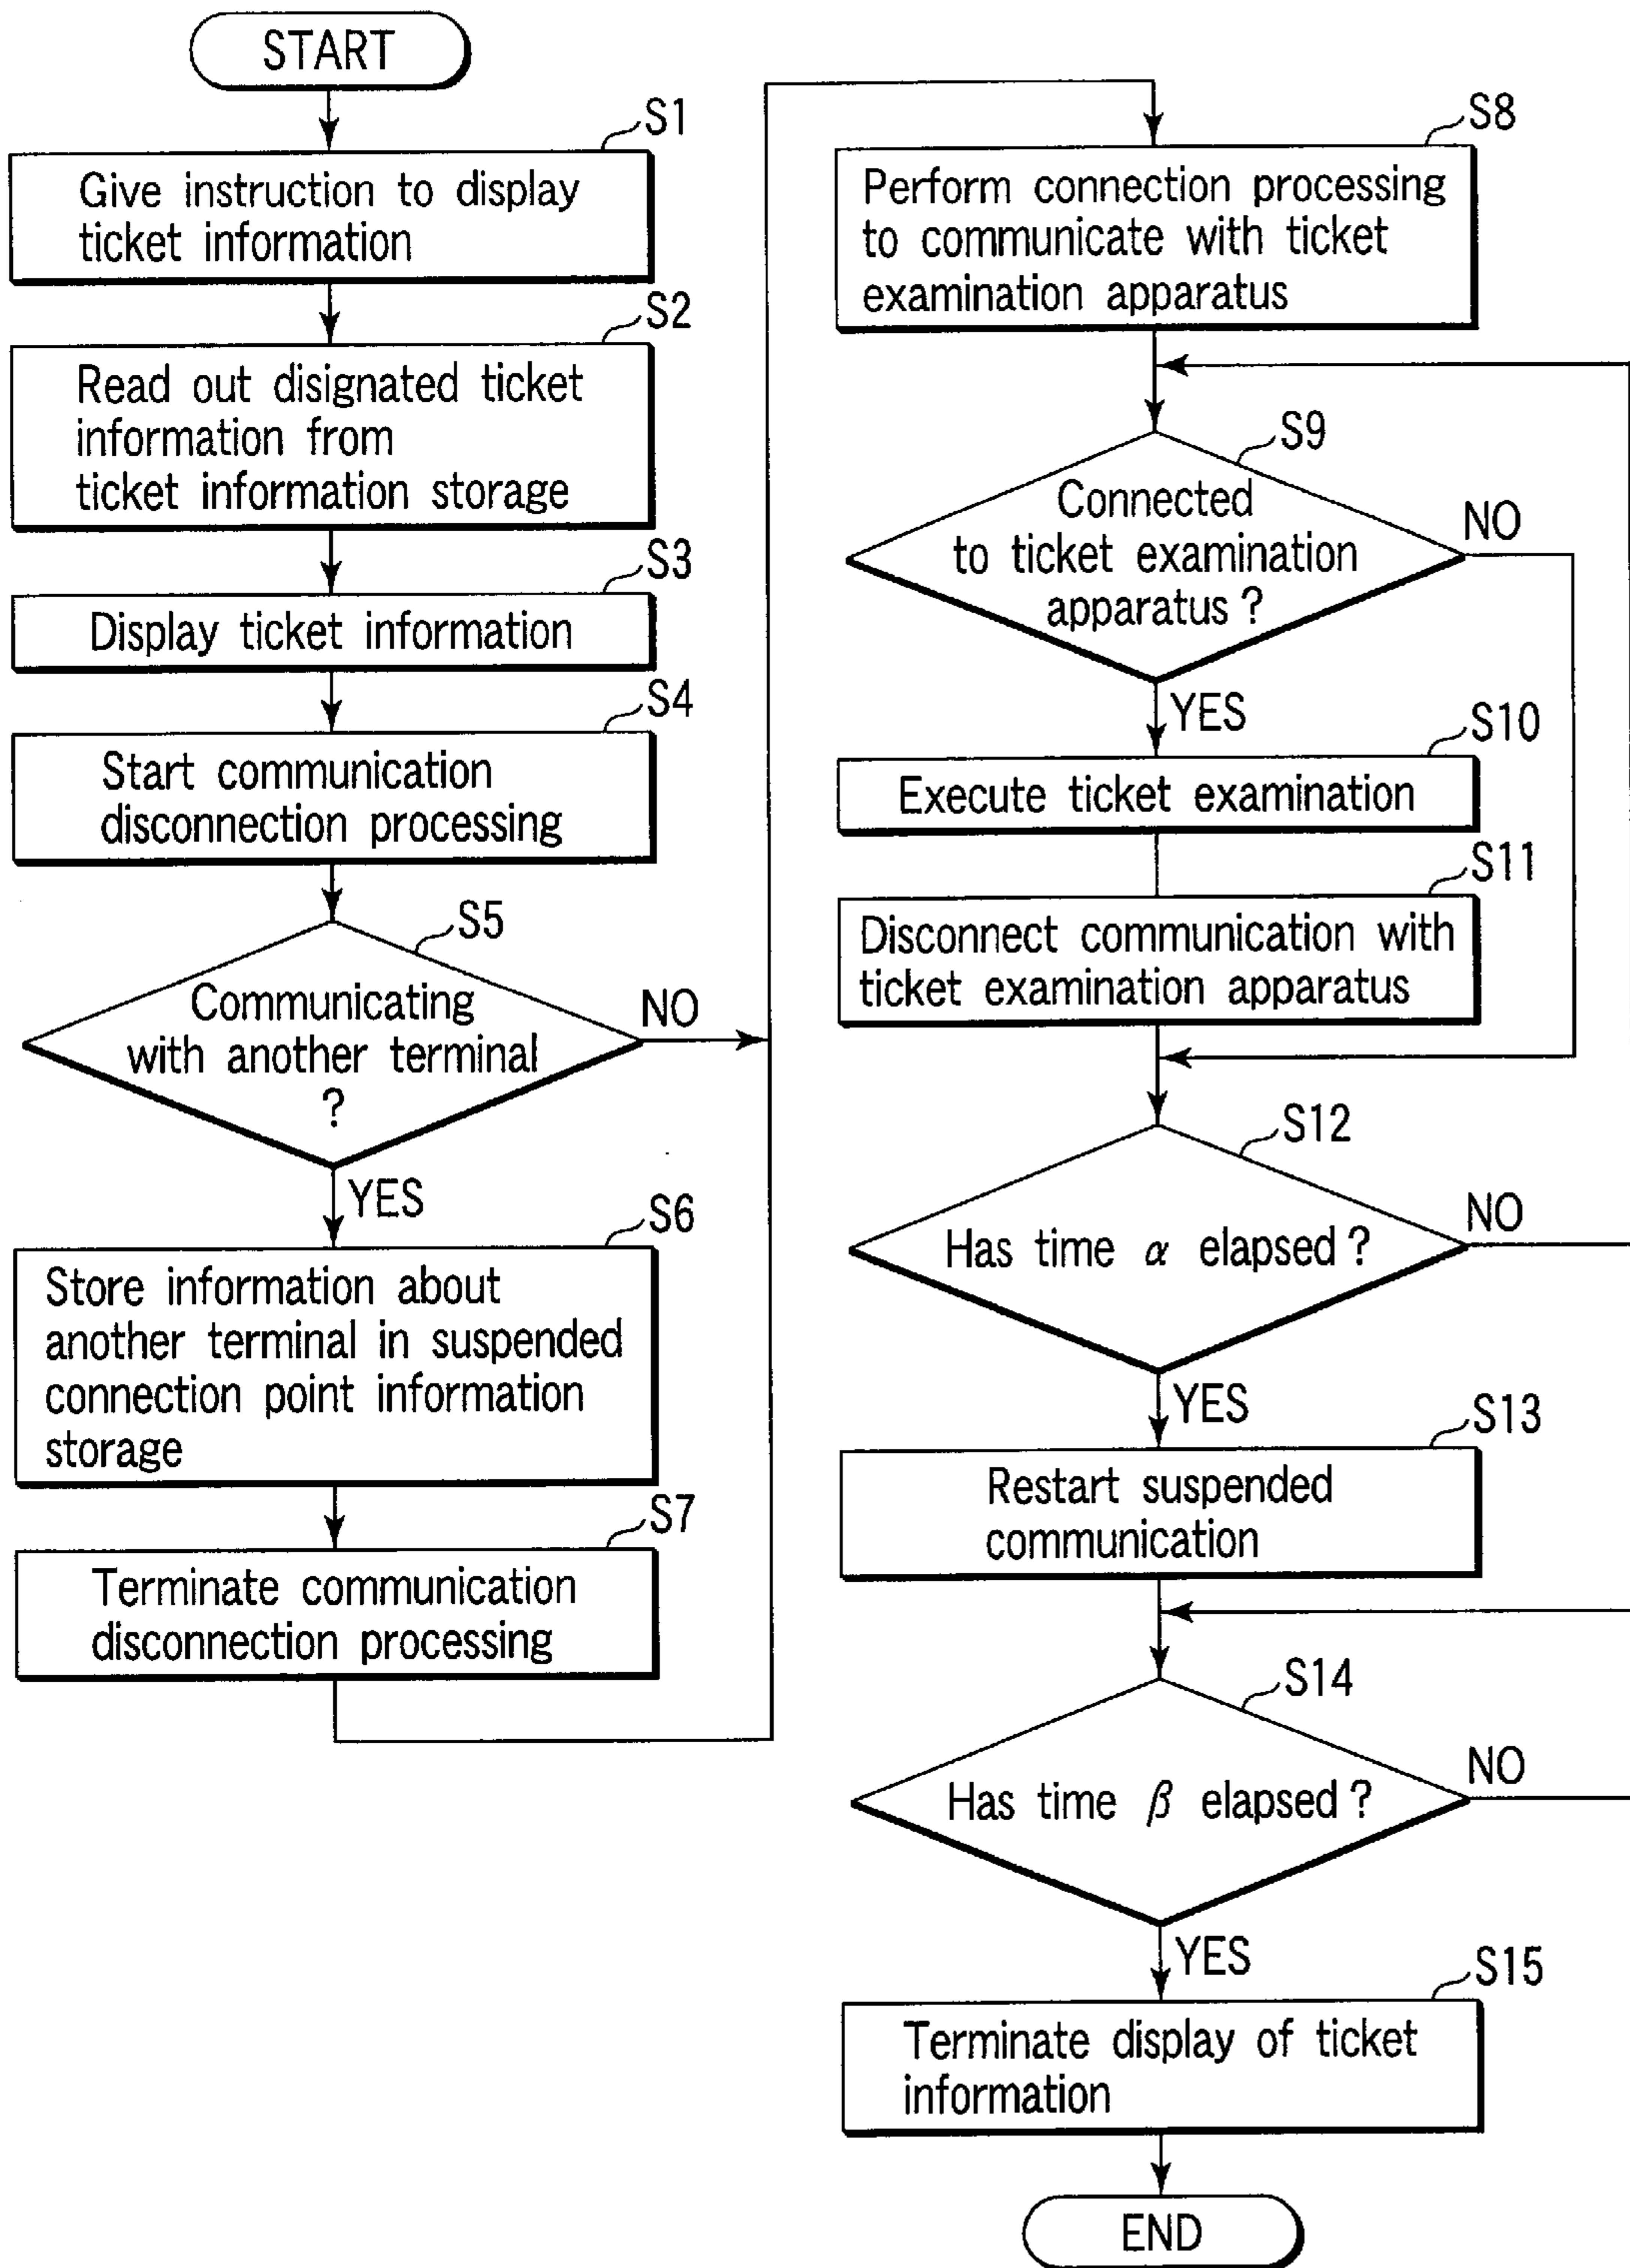 START
S1
Give instruction to display
ticket information
S2
Read out disignated ticket
information from
ticket information storage
S3
Display ticket information
S4
Start communication
disconnection processing
S5
Communicating
with another terminal
?
NO
YES
S6
Store information about
another terminal in suspended
connection point information
storage
S7
Terminate communication
disconnection processing
S8
Perform connection processing
to communicate with ticket
examination apparatus
S9
Connected
to ticket examination
apparatus ?
NO
YES
S10
Execute ticket examination
S11
Disconnect communication with
ticket examination apparatus
S12
Has time α elapsed ?
NO
YES
S13
Restart suspended
communication
S14
Has time β elapsed ?
NO
YES
S15
Terminate display of ticket
information
END